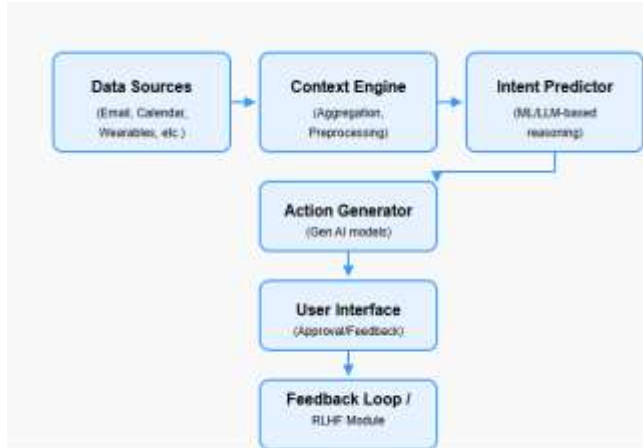 Data Sources
(Email, Calendar,
Wearables, etc.)
Context Engine
(Aggregation,
Preprocessing)
Intent Predictor
(ML/LLM-based
reasoning)
Action Generator
(Gen AI models)
User Interface
(Approval/Feedback)
Feedback Loop /
RLHF Module